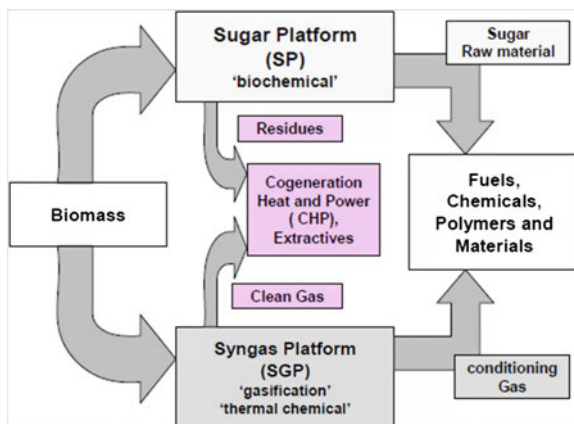 Sugar Platform
(SP)
'biochemical'
Sugar
Raw material
Residues
Biomass
Cogeneration
Heat and Power
( CHP),
Extractives
Fuels,
Chemicals,
Polymers and
Materials
Clean Gas
Syngas Platform
(SGP)
'gasification'
'thermal chemical'
conditioning
Gas